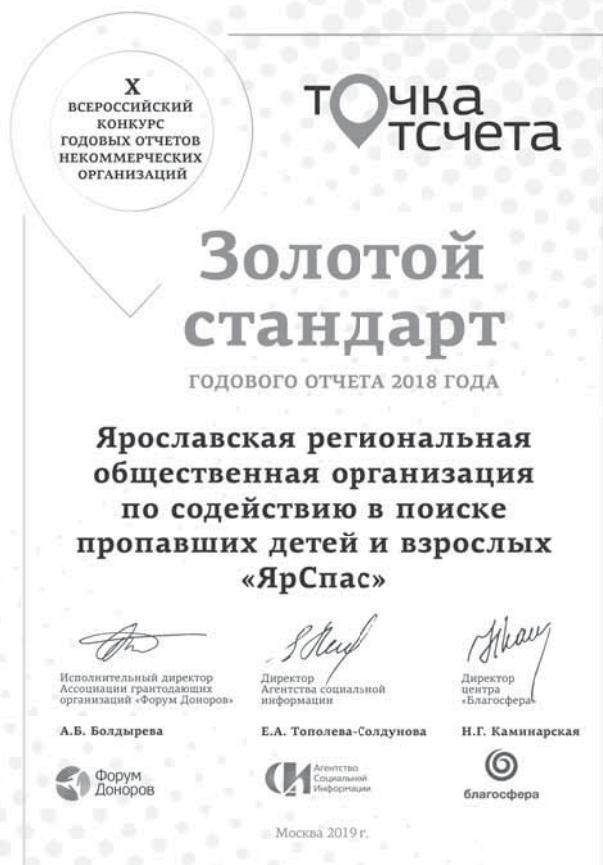 X
ВСЕРОССИЙСКИЙ
КОНКУРС
ГОДОВЫХ ОТЧЕТОВ
НЕКОММЕРЧЕСКИХ
ОРГАНИЗАЦИЙ
тОчка
тсчета
Золотой
стандарт
ГОДОВОГО ОТЧЕТА 2018 ГОДА
Ярославская региональная
общественная организация
по содействию в поиске
пропавших детей и взрослых
«ЯрСпас»
Исполнительный директор
Ассоциации грантодающих
организаций «Форум Доноров»
А.Б. Болдырева
Директор
Агентства социальной
информации
Е.А. Тополева-Солдунова
Директор
центра
«Благосфера»
Н.Г. Каминарская
Форум
Доноров
СИ
Агентство
Социальной
Информации
благосфера
Москва 2019 г.